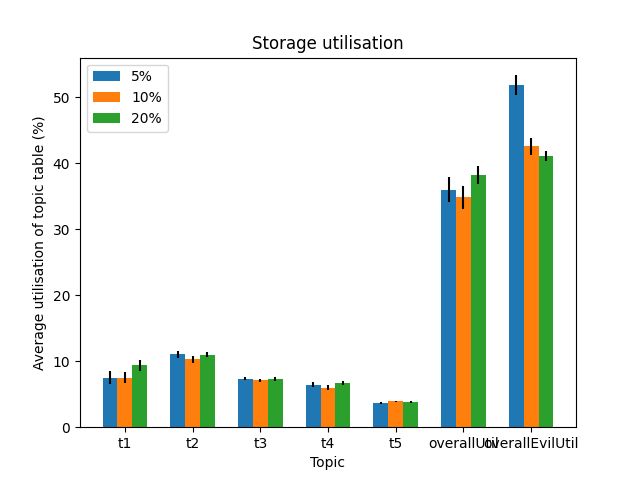 Storage utilisation
5%
10%
20%
Average utilisation of topic table (%)
50
40
30
20
10
0
t1 t2 t3 t4 t5 overallUtil overallEvilUtil
Topic